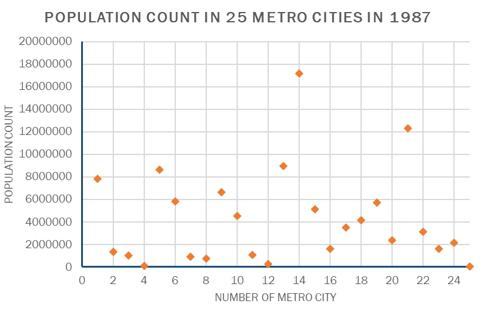 POPULATION COUNT IN 25 METRO CITIES IN 1987
20000000
18000000
16000000
14000000
12000000
10000000
8000000
6000000
4000000
2000000
0
POPULATION COUNT
0 2 4 6 8 10 12 14 16 18 20 22 24
NUMBER OF METRO CITY